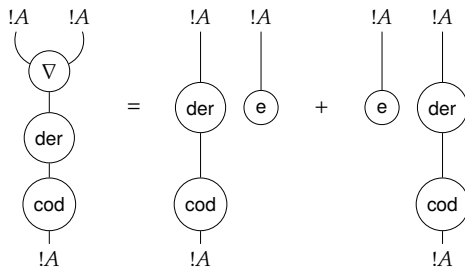 !A !A !A !A !A !A
∇
der = der e + e der
cod cod cod
!A !A !A